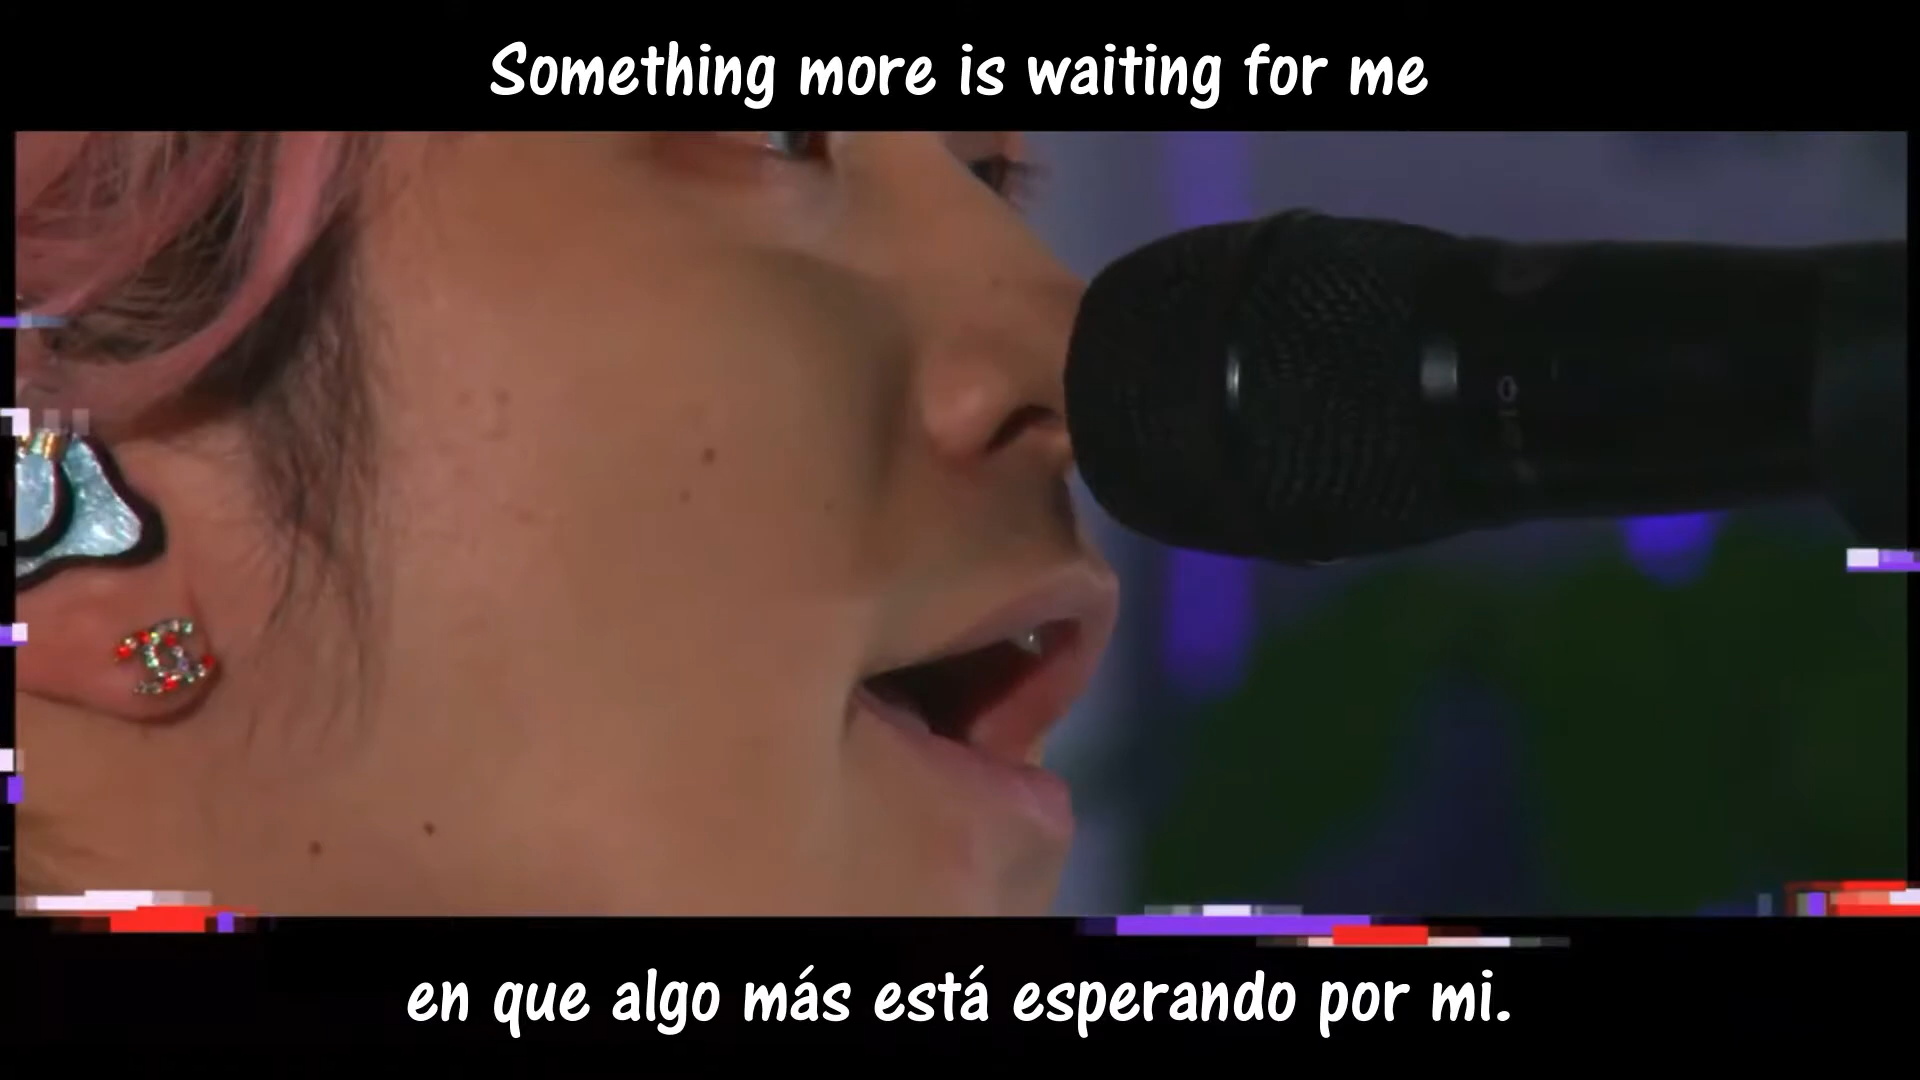 Something more is waiting for me
en que algo más está esperando por mi.